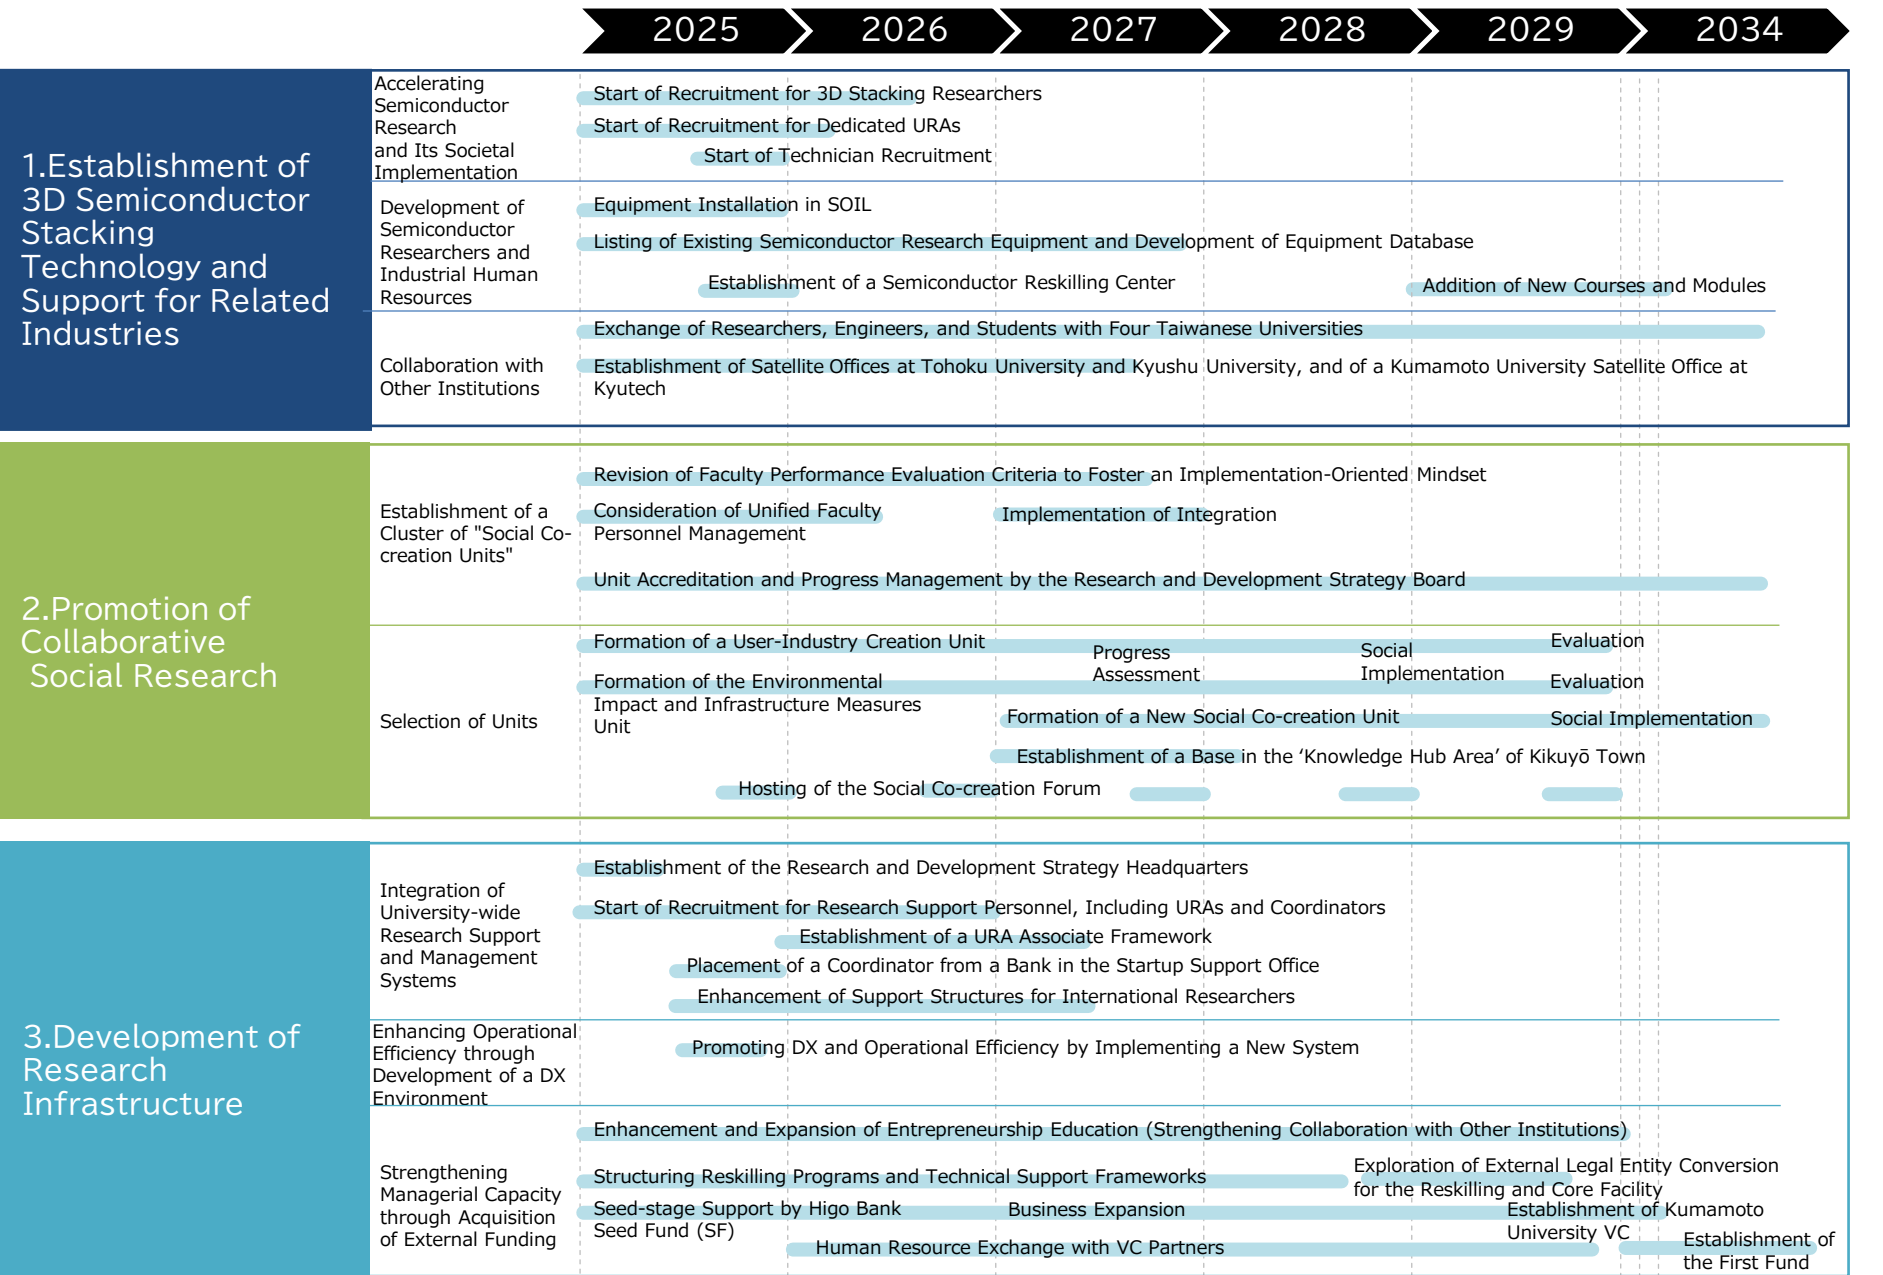 2025 2026 2027 2028 2029 2034
1.Establishment of
3D Semiconductor
Stacking
Technology and
Support for Related
Industries
Accelerating
Semiconductor
Research
and Its Societal
Implementation
Start of Recruitment for 3D Stacking Researchers
Start of Recruitment for Dedicated URAs
Start of Technician Recruitment
Development of
Semiconductor
Researchers and
Industrial Human
Resources
Equipment Installation in SOIL
Listing of Existing Semiconductor Research Equipment and Development of Equipment Database
Establishment of a Semiconductor Reskilling Center
Addition of New Courses and Modules
Collaboration with
Other Institutions
Exchange of Researchers, Engineers, and Students with Four Taiwanese Universities
Establishment of Satellite Offices at Tohoku University and Kyushu University, and of a Kumamoto University Satellite Office at
Kyutech
2.Promotion of
Collaborative
Social Research
Establishment of a
Cluster of "Social Co-
creation Units"
Revision of Faculty Performance Evaluation Criteria to Foster an Implementation-Oriented Mindset
Consideration of Unified Faculty
Personnel Management
Implementation of Integration
Unit Accreditation and Progress Management by the Research and Development Strategy Board
Selection of Units
Formation of a User-Industry Creation Unit
Progress
Assessment
Social
Implementation
Evaluation
Formation of the Environmental
Impact and Infrastructure Measures
Unit
Evaluation
Formation of a New Social Co-creation Unit
Social Implementation
Establishment of a Base in the ‘Knowledge Hub Area’ of Kikuyō Town
Hosting of the Social Co-creation Forum
3.Development of
Research
Infrastructure
Integration of
University-wide
Research Support
and Management
Systems
Establishment of the Research and Development Strategy Headquarters
Start of Recruitment for Research Support Personnel, Including URAs and Coordinators
Establishment of a URA Associate Framework
Placement of a Coordinator from a Bank in the Startup Support Office
Enhancement of Support Structures for International Researchers
Enhancing Operational
Efficiency through
Development of a DX
Environment
Promoting DX and Operational Efficiency by Implementing a New System
Strengthening
Managerial Capacity
through Acquisition
of External Funding
Enhancement and Expansion of Entrepreneurship Education (Strengthening Collaboration with Other Institutions)
Structuring Reskilling Programs and Technical Support Frameworks
Exploration of External Legal Entity Conversion
for the Reskilling and Core Facility
Seed-stage Support by Higo Bank
Seed Fund (SF)
Business Expansion
Establishment of Kumamoto
University VC
Human Resource Exchange with VC Partners
Establishment of
the First Fund